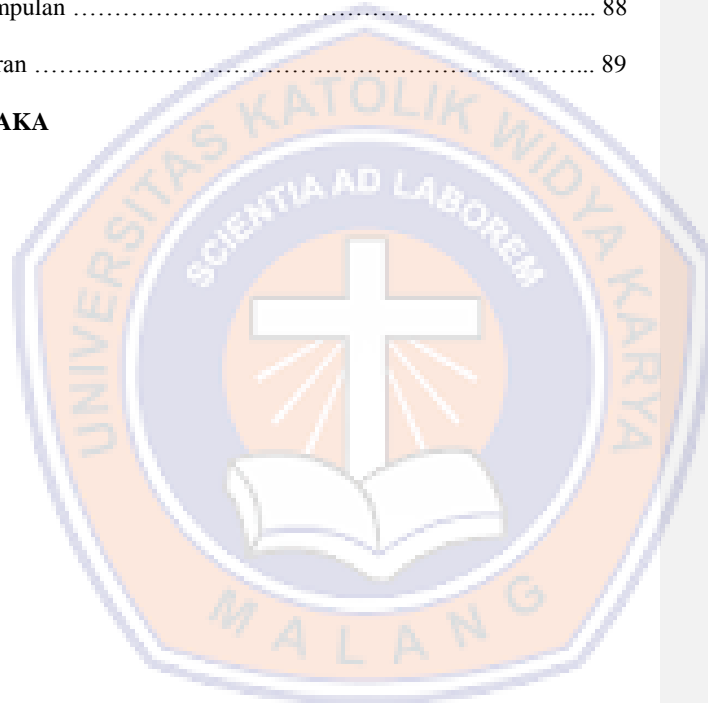 mpulan ……………………………………………………….. 88
ran ………………………………………………............…….. 89
AKA
UNIVERSITAS KATOLIK WIDYA KARYA
SCIENTIA AD LABOREM
MALANG